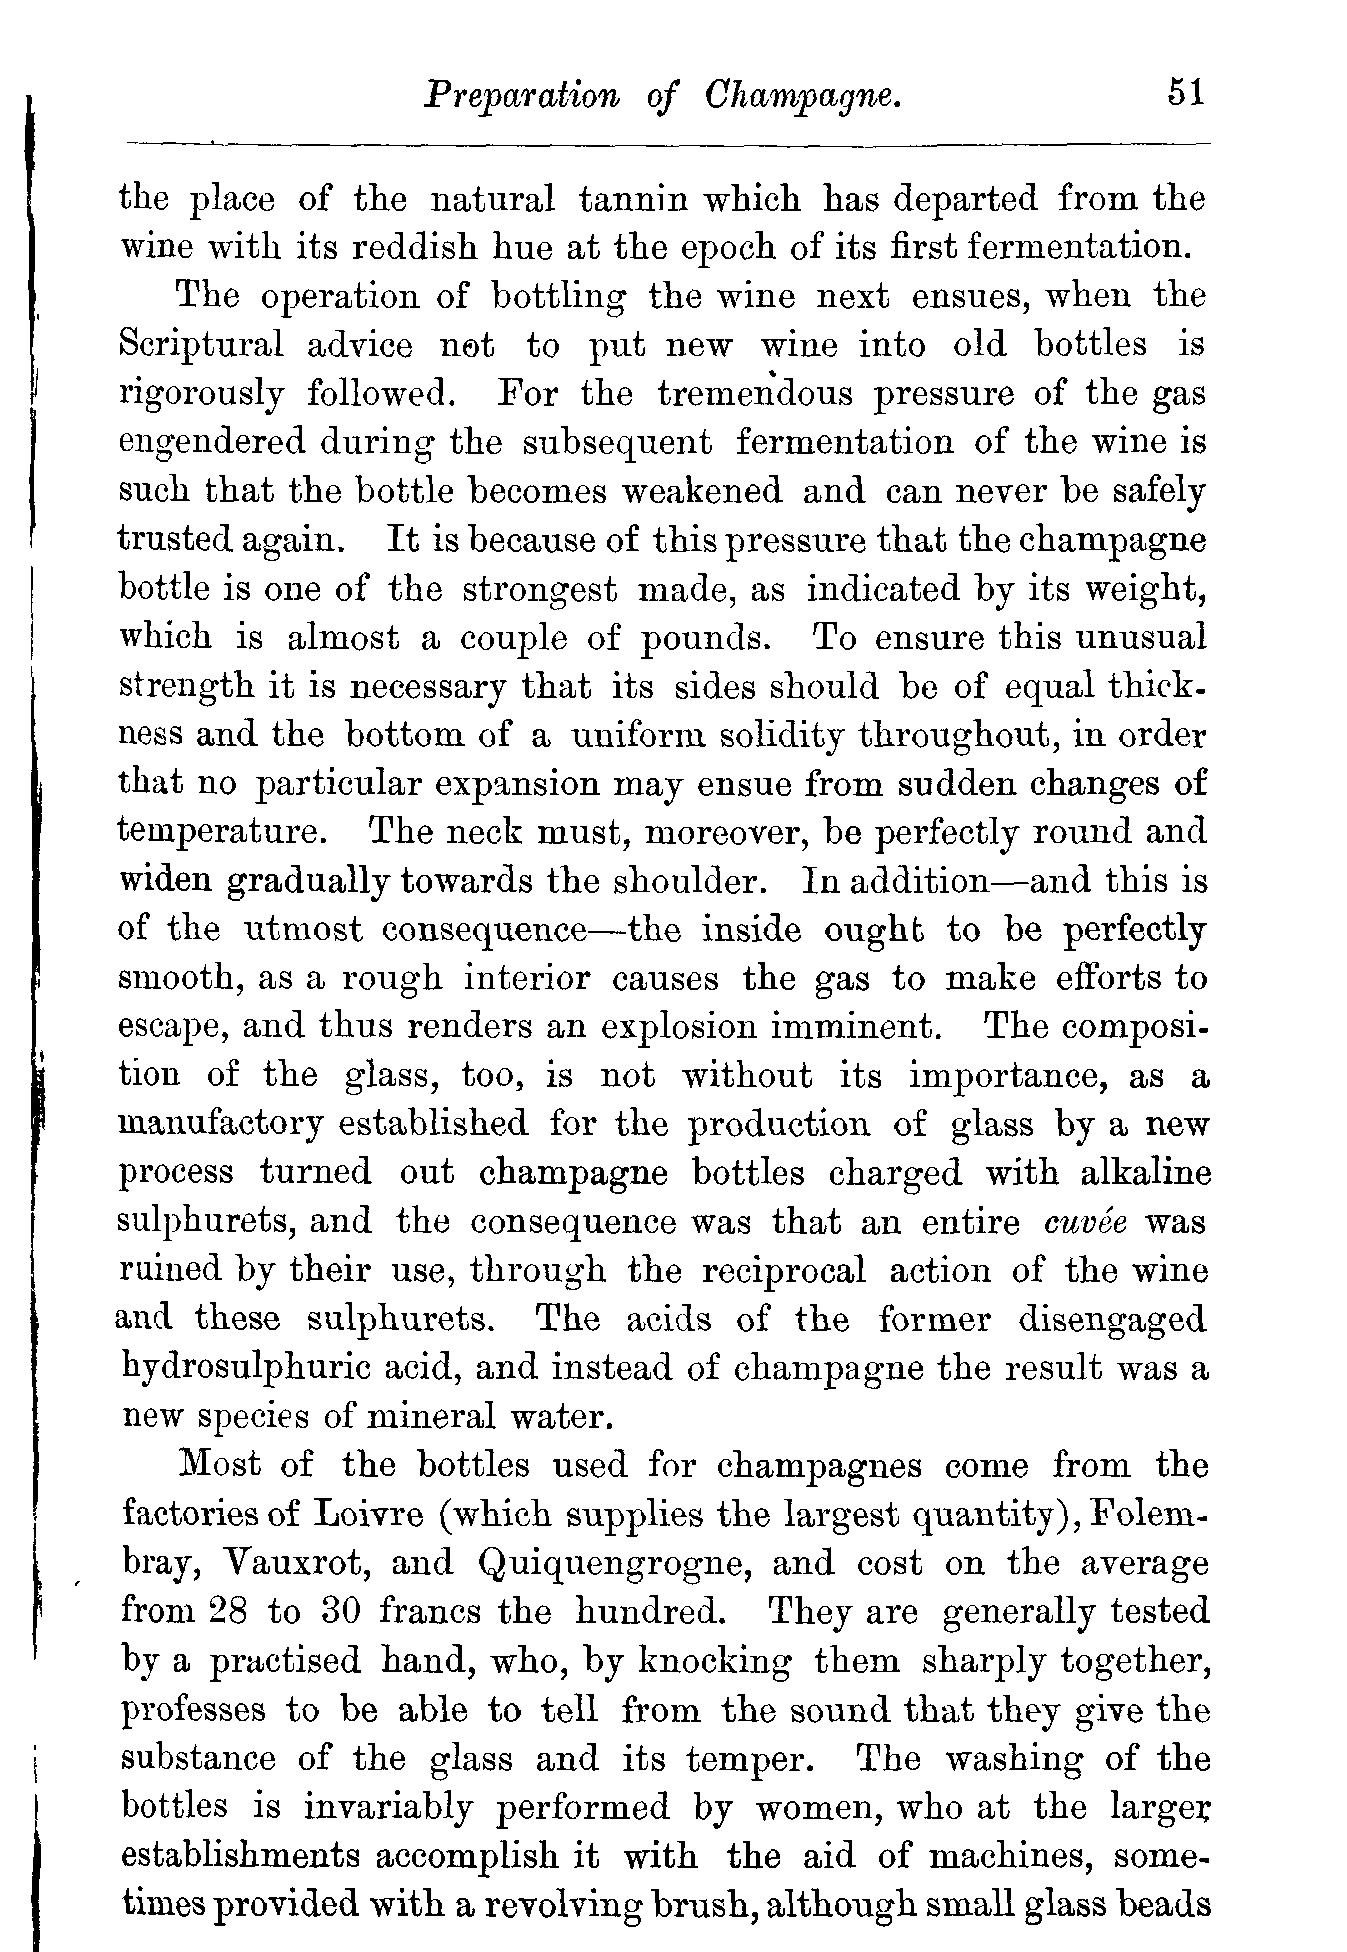 Preparation of Champagne. 51
the place of the natural tannin which has departed from the
wine with its reddish hue at the epoch of its first fermentation.
The operation of bottling the wine next ensues, when the
Scriptural advice not to put new wine into old bottles is
rigorously followed. For the tremendous pressure of the gas
engendered during the subsequent fermentation of the wine is
such that the bottle becomes weakened and can never be safely
trusted again. It is because of this pressure that the champagne
bottle is one of the strongest made, as indicated by its weight,
which is almost a couple of pounds. To ensure this unusual
strength it is necessary that its sides should be of equal thick-
ness and the bottom of a uniform solidity throughout, in order
that no particular expansion may ensue from sudden changes of
temperature. The neck must, moreover, be perfectly round and
widen gradually towards the shoulder. In addition—and this is
of the utmost consequence—the inside ought to be perfectly
smooth, as a rough interior causes the gas to make efforts to
escape, and thus renders an explosion imminent. The composi-
tion of the glass, too, is not without its importance, as a
manufactory established for the production of glass by a new
process turned out champagne bottles charged with alkaline
sulphurets, and the consequence was that an entire cuvée was
ruined by their use, through the reciprocal action of the wine
and these sulphurets. The acids of the former disengaged
hydrosulphuric acid, and instead of champagne the result was a
new species of mineral water.
Most of the bottles used for champagnes come from the
factories of Loivre (which supplies the largest quantity), Folem-
bray, Vauxrot, and Quiquengrogne, and cost on the average
from 28 to 30 francs the hundred. They are generally tested
by a practised hand, who, by knocking them sharply together,
professes to be able to tell from the sound that they give the
substance of the glass and its temper. The washing of the
bottles is invariably performed by women, who at the larger
establishments accomplish it with the aid of machines, some-
times provided with a revolving brush, although small glass beads